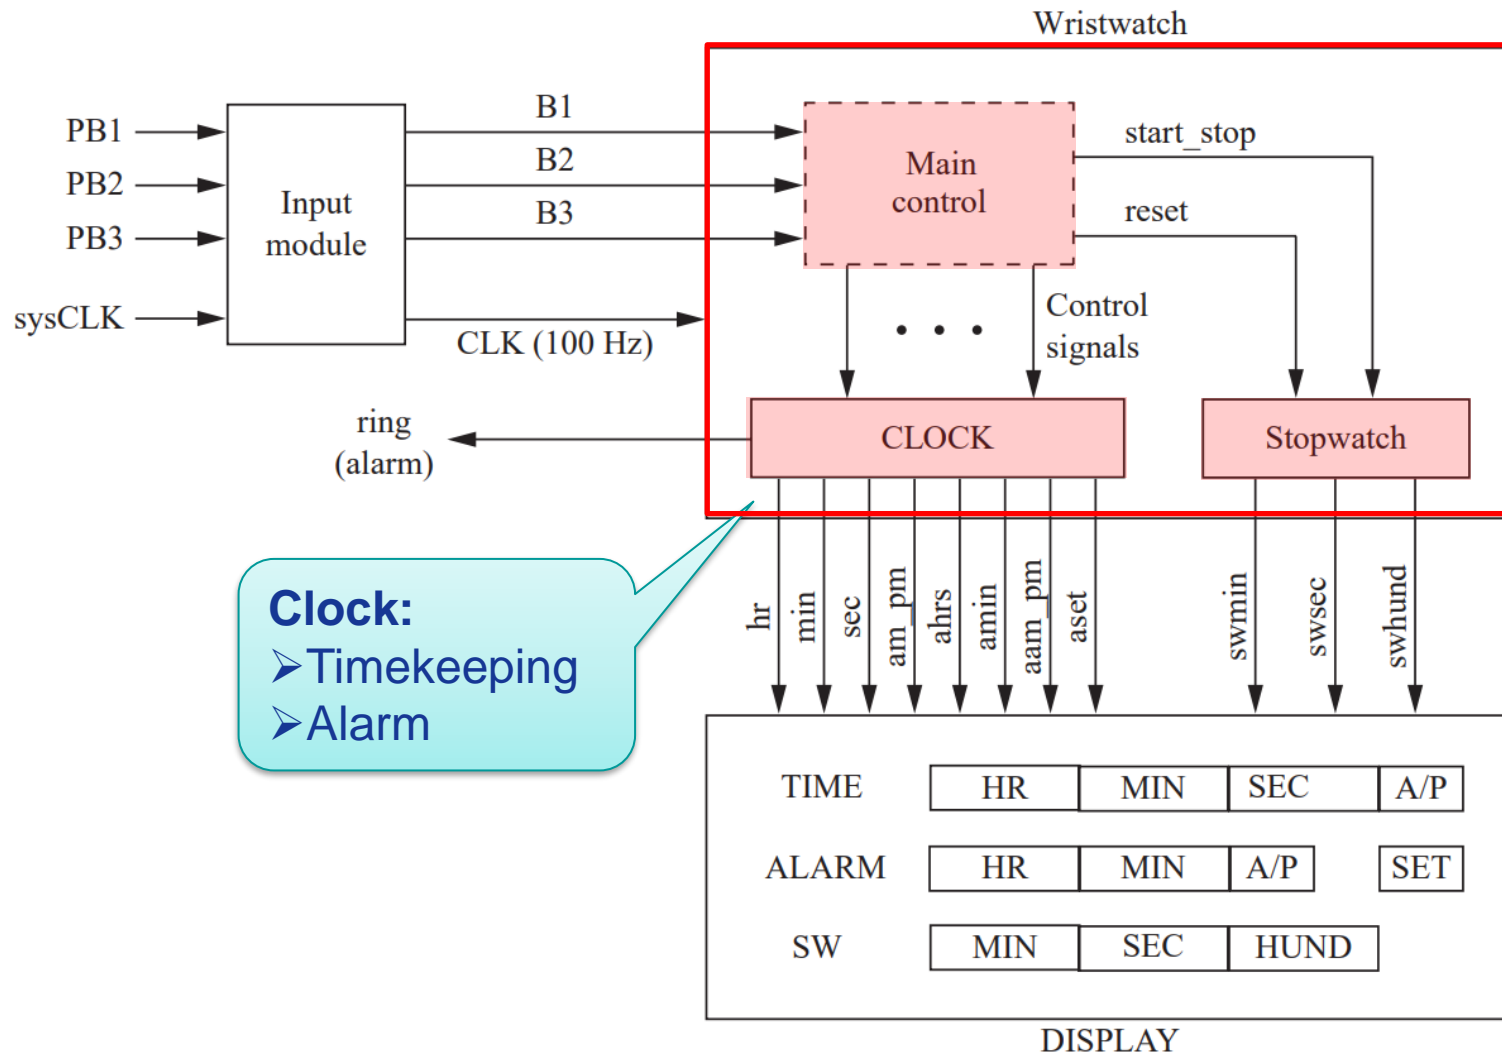 Wristwatch
PB1
PB2
PB3
sysCLK
Input
module
B1
B2
B3
CLK (100 Hz)
Main
control
start_stop
reset
Control
signals
• • •
ring
(alarm)
CLOCK
Stopwatch
Clock:
➢Timekeeping
➢Alarm
hr
min
sec
am_pm
ahrs
amin
aam_pm
aset
swmin
swsec
swhund
TIME HR MIN SEC A/P
ALARM HR MIN A/P SET
SW MIN SEC HUND
DISPLAY